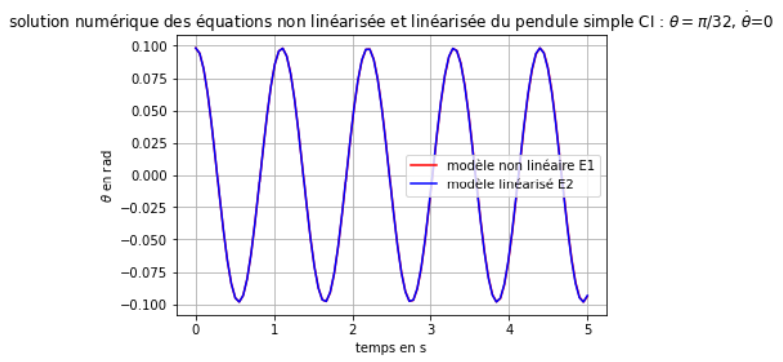 solution numérique des équations non linéarisée et linéarisée du pendule simple CI : θ = π/32, θ̇=0
0.100
0.075
0.050
0.025
0.000
−0.025
−0.050
−0.075
−0.100
θ en rad
modèle non linéaire E1
modèle linéarisé E2
0 1 2 3 4 5
temps en s